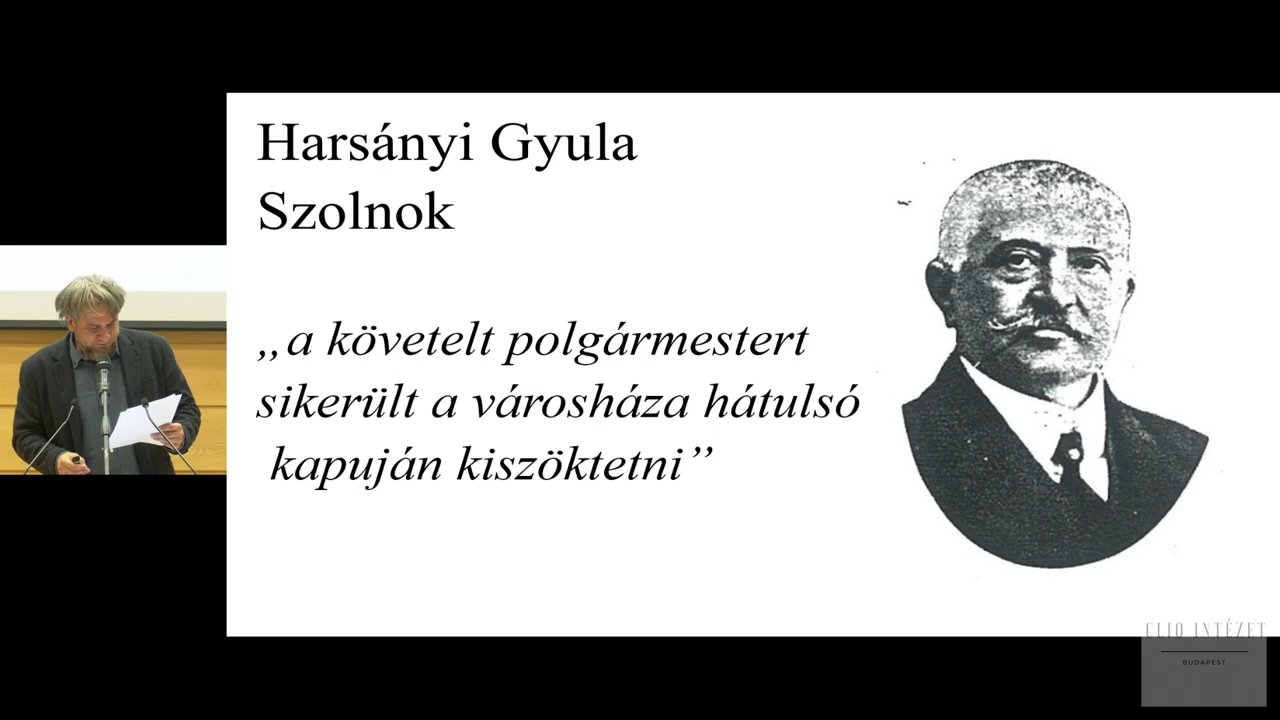 Harsányi Gyula
Szolnok
„a követelt polgármestert
sikerült a városháza hátulsó
kapuján kiszöktetni”
CLIO INTÉZET
BUDAPEST